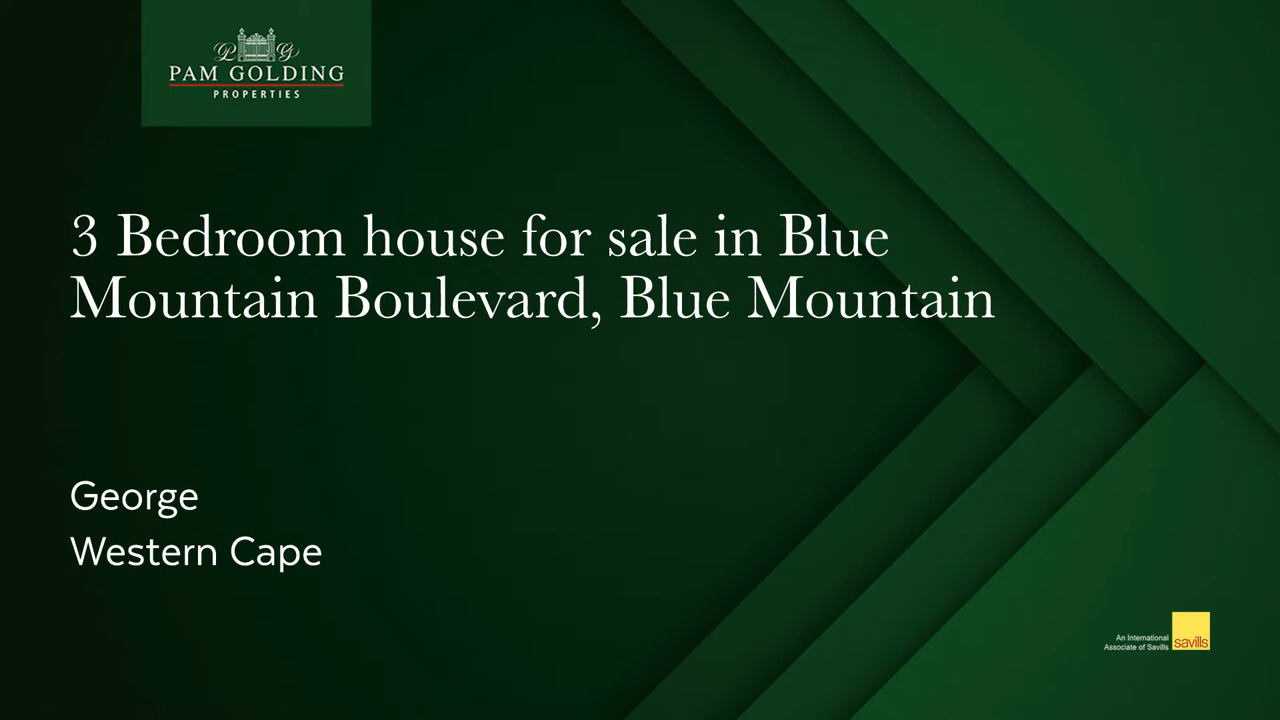 PG
PAM GOLDING
PROPERTIES
3 Bedroom house for sale in Blue
Mountain Boulevard, Blue Mountain
George
Western Cape
An International
Associate of Savills
savills